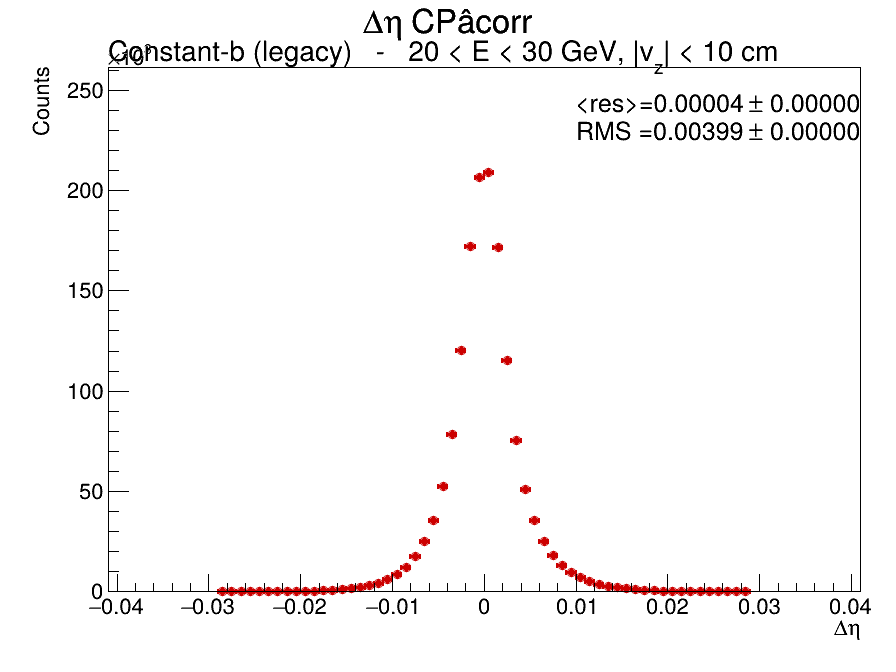 Δη CPâcorr
Constant-b (legacy) - 20 < E < 30 GeV, |v_z| < 10 cm
×10³
Counts
<res>=0.00004 ± 0.00000
RMS =0.00399 ± 0.00000
250
200
150
100
50
0
−0.04 −0.03 −0.02 −0.01 0 0.01 0.02 0.03 0.04
Δη